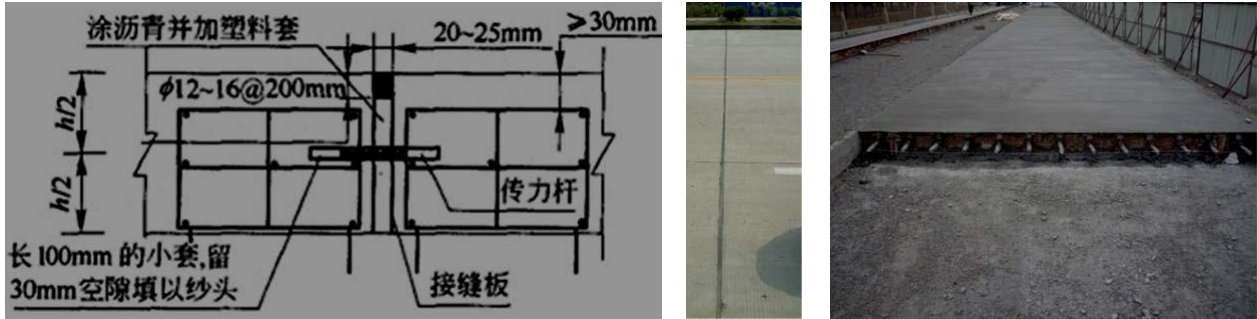 涂沥青并加塑料套
20~25mm
≥30mm
ϕ12~16@200mm
h/2
h/2
传力杆
长100mm的小套,留
30mm空隙填以纱头
接缝板